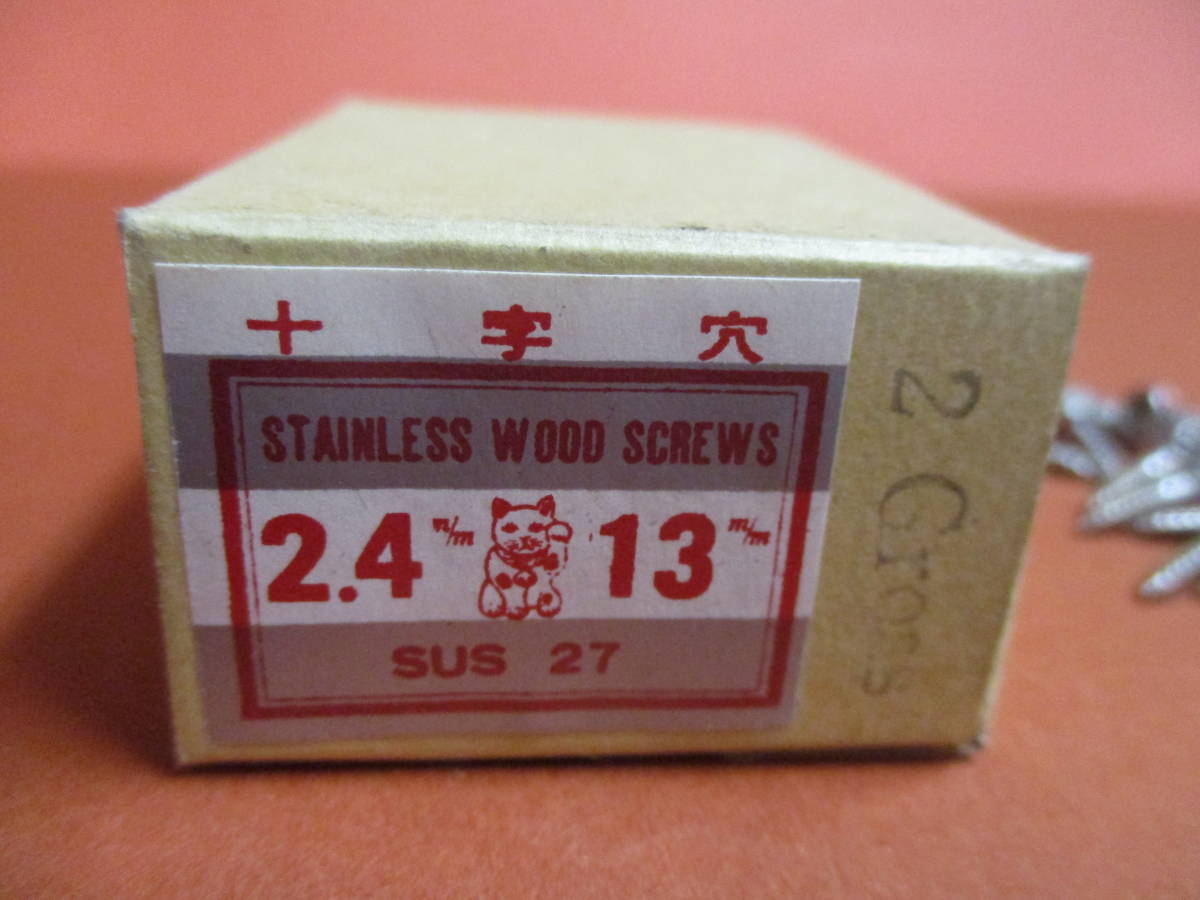 十字穴
STAINLESS WOOD SCREWS
2.4 m/m 13 m/m
SUS 27
2 Gross